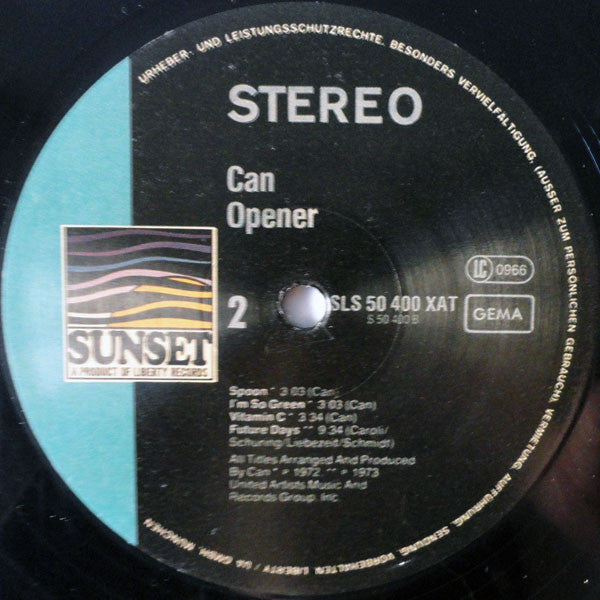 URHEBER- UND LEISTUNGSSCHUTZRECHTE, BESONDERS VERVIELFÄLTIGUNG, (AUSSER ZUM PERSÖNLICHEN GEBRAUCH), VERMIETUNG, AUFFÜHRUNG, SENDUNG, VORBEHALTEN LIBERTY / UA GMBH, MÜNCHEN
STEREO
Can
Opener
LC 0966
2
SLS 50 400 XAT
S 50 400 B
GEMA
SUNSET
A PRODUCT OF LIBERTY RECORDS
Spoon * 3 03 (Can)
I'm So Green * 3 03 (Can)
Vitamin C * 3 34 (Can)
Future Days ** 9 34 (Caroli/
Schuring/Liebezeit/Schmidt)
All Titles Arranged And Produced
By Can * ℗ 1972, ** ℗ 1973
United Artists Music And
Records Group. Inc.